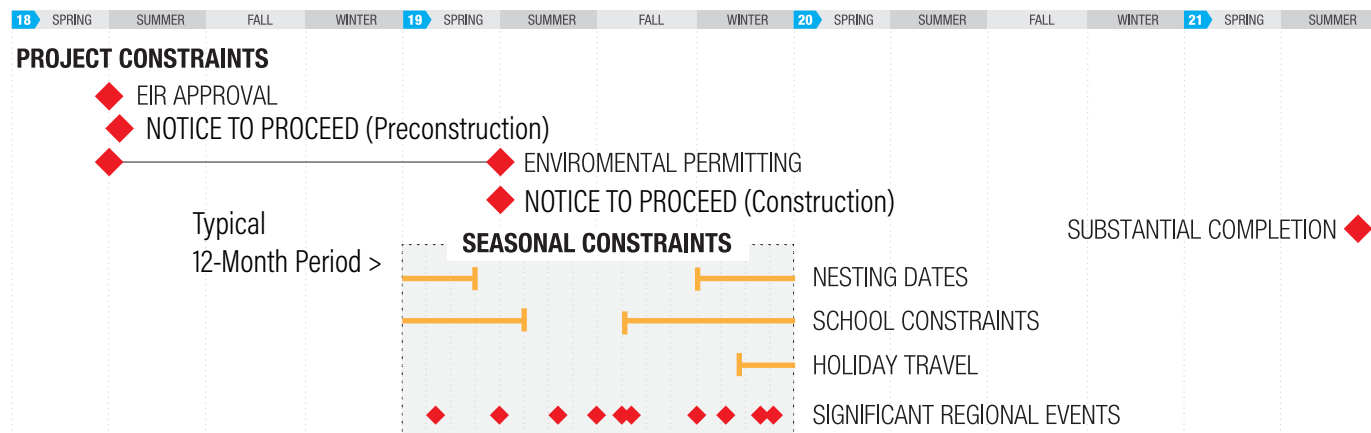 18 SPRING SUMMER FALL WINTER 19 SPRING SUMMER FALL WINTER 20 SPRING SUMMER FALL WINTER 21 SPRING SUMMER
PROJECT CONSTRAINTS
EIR APPROVAL
NOTICE TO PROCEED (Preconstruction)
ENVIROMENTAL PERMITTING
NOTICE TO PROCEED (Construction)
SUBSTANTIAL COMPLETION
Typical
12-Month Period >
SEASONAL CONSTRAINTS
NESTING DATES
SCHOOL CONSTRAINTS
HOLIDAY TRAVEL
SIGNIFICANT REGIONAL EVENTS